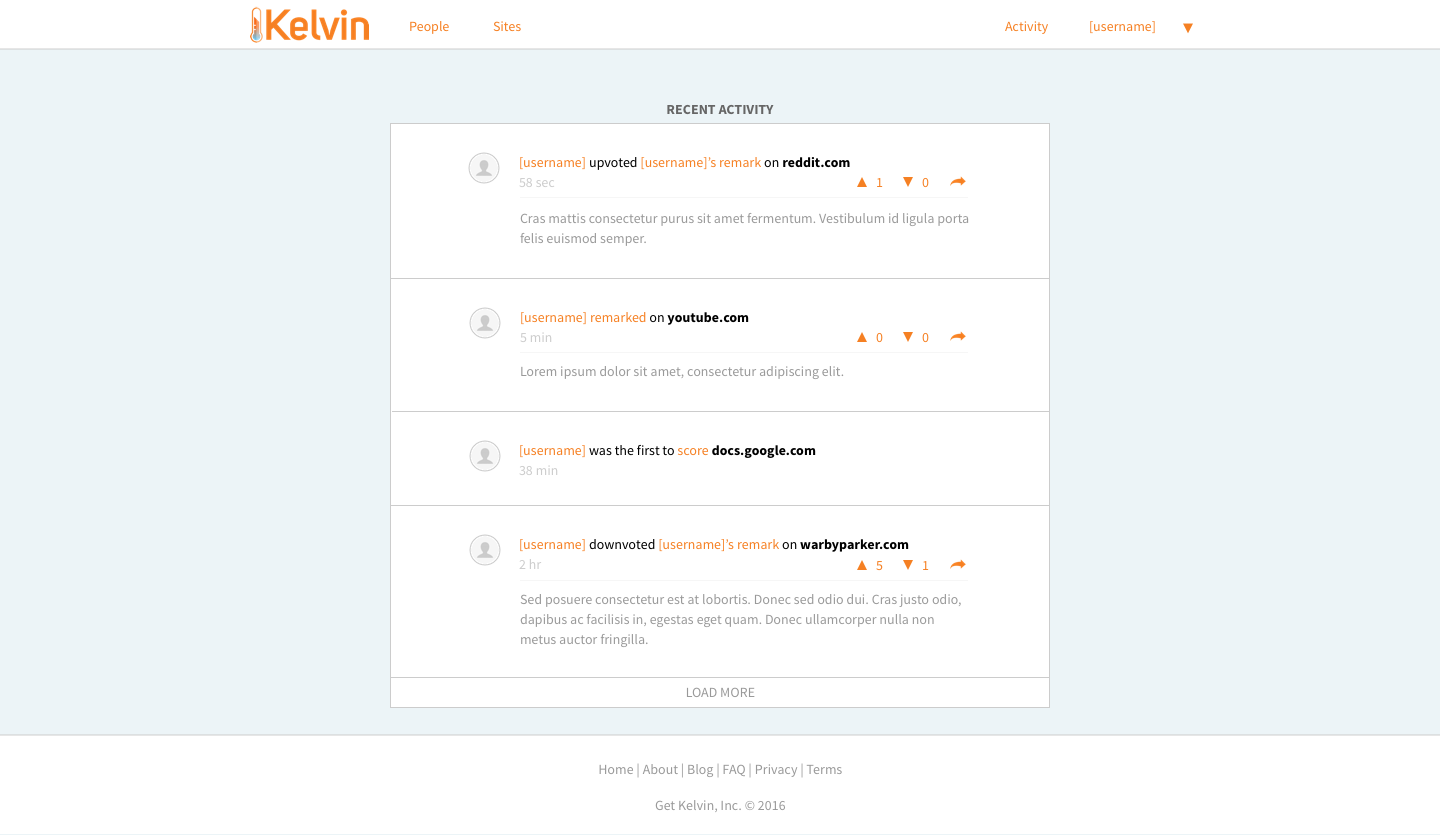 Kelvin People Sites Activity [username] ▼
RECENT ACTIVITY
[username] upvoted [username]’s remark on reddit.com
58 sec ▲ 1 ▼ 0
Cras mattis consectetur purus sit amet fermentum. Vestibulum id ligula porta
felis euismod semper.
[username] remarked on youtube.com
5 min ▲ 0 ▼ 0
Lorem ipsum dolor sit amet, consectetur adipiscing elit.
[username] was the first to score docs.google.com
38 min
[username] downvoted [username]’s remark on warbyparker.com
2 hr ▲ 5 ▼ 1
Sed posuere consectetur est at lobortis. Donec sed odio dui. Cras justo odio,
dapibus ac facilisis in, egestas eget quam. Donec ullamcorper nulla non
metus auctor fringilla.
LOAD MORE
Home | About | Blog | FAQ | Privacy | Terms
Get Kelvin, Inc. © 2016